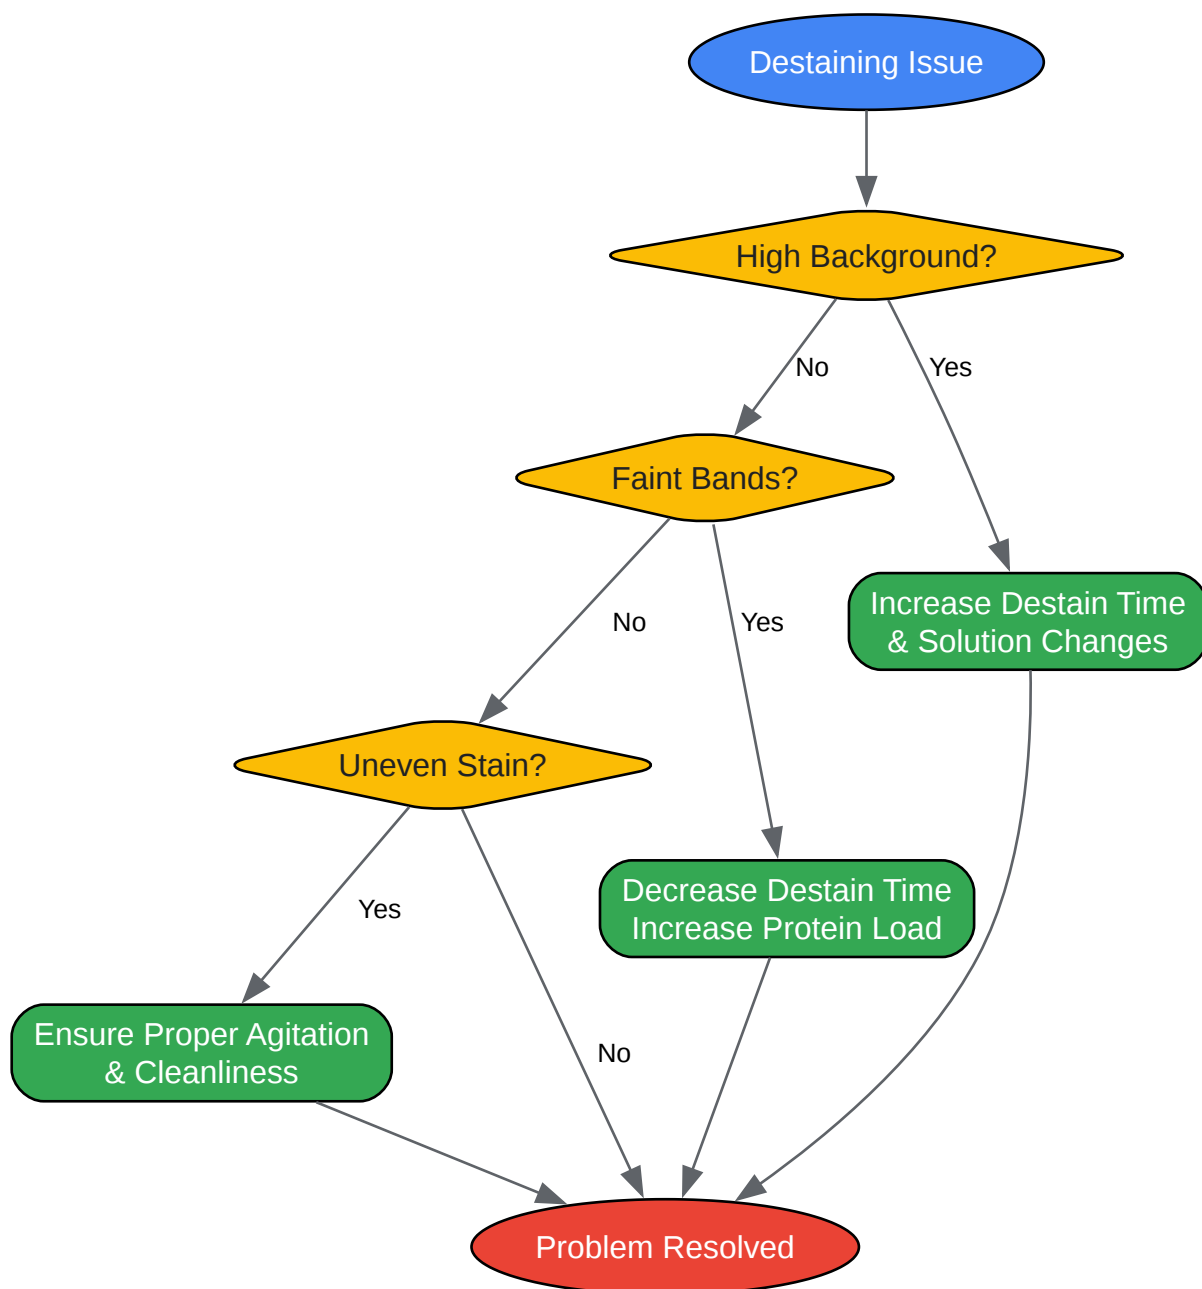 Destaining Issue
High Background?
No
Yes
Faint Bands?
No
Yes
Increase Destain Time
& Solution Changes
Uneven Stain?
Yes
No
Decrease Destain Time
Increase Protein Load
Ensure Proper Agitation
& Cleanliness
Problem Resolved